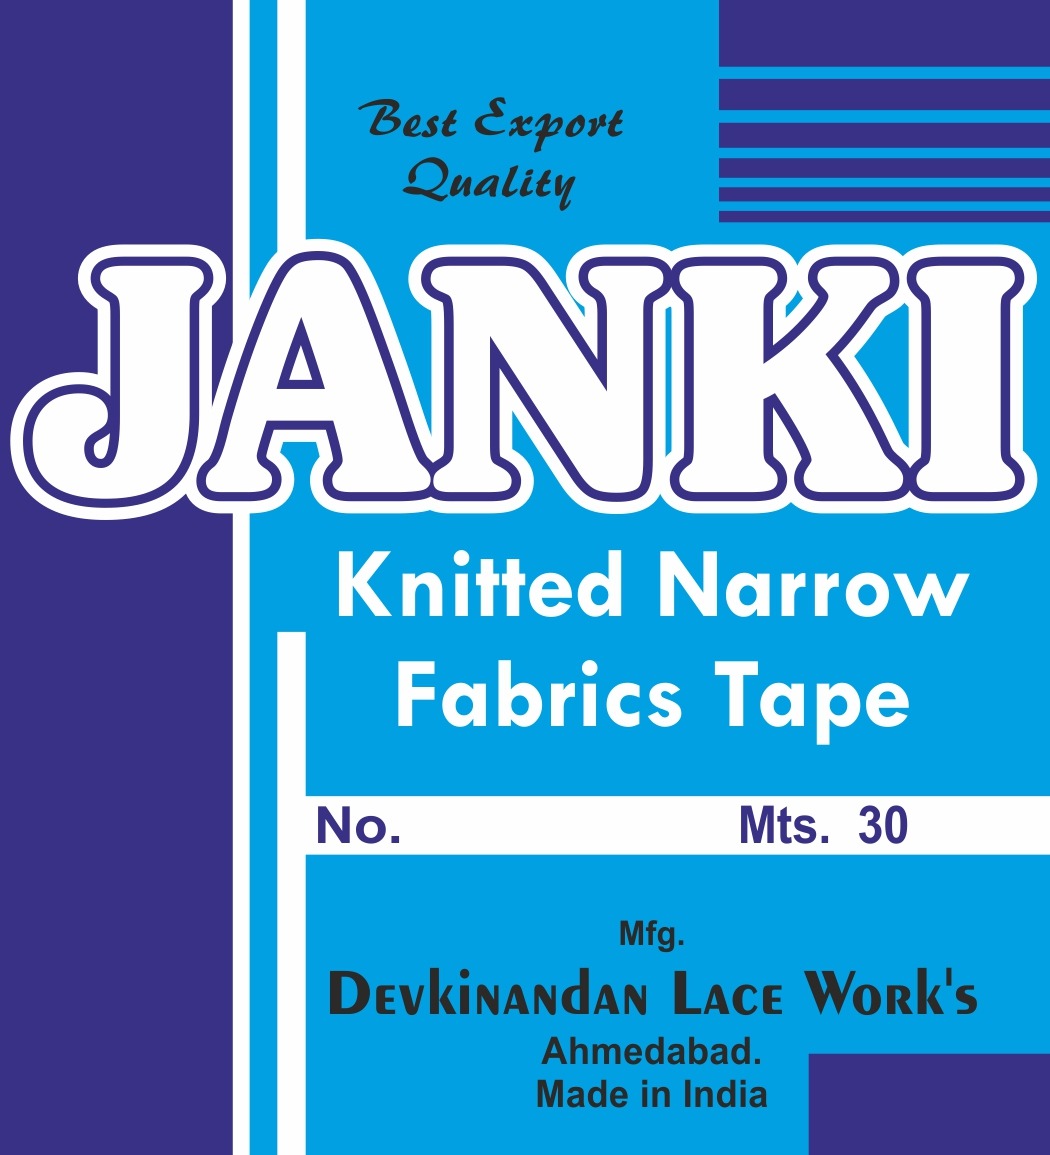 Best Export
Quality
JANKI
Knitted Narrow
Fabrics Tape
No. Mts. 30
Mfg.
Devkinandan Lace Work's
Ahmedabad.
Made in India